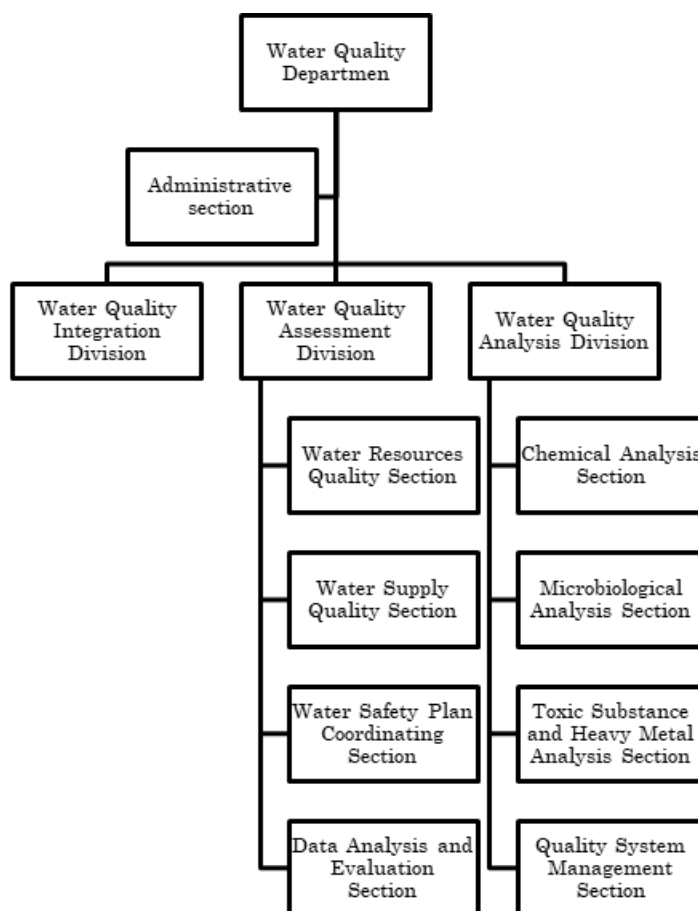 Water Quality
Departmen
Administrative
section
Water Quality
Integration
Division
Water Quality
Assessment
Division
Water Quality
Analysis Division
Water Resources
Quality Section
Chemical Analysis
Section
Water Supply
Quality Section
Microbiological
Analysis Section
Water Safety Plan
Coordinating
Section
Toxic Substance
and Heavy Metal
Analysis Section
Data Analysis and
Evaluation
Section
Quality System
Management
Section